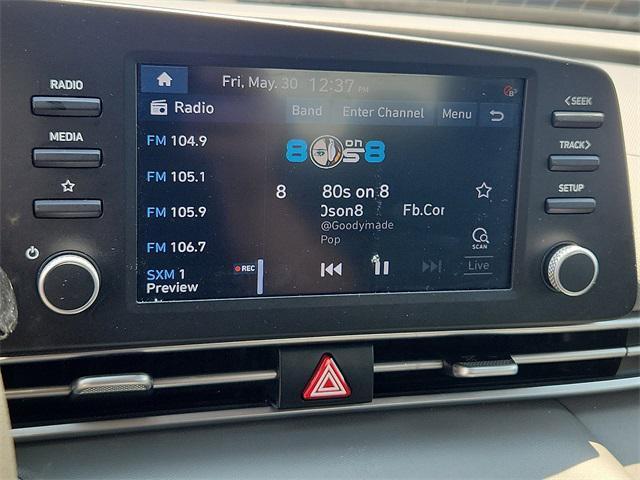 RADIO
MEDIA
Fri, May. 30 12:37 PM
Radio
Band Enter Channel Menu
FM 104.9
FM 105.1
FM 105.9
FM 106.7
SXM 1 REC
Preview
8 on 8
8 80s on 8
0son8 Fb.Cor
@Goodymade
Pop
SCAN
Live
<SEEK
TRACK>
SETUP